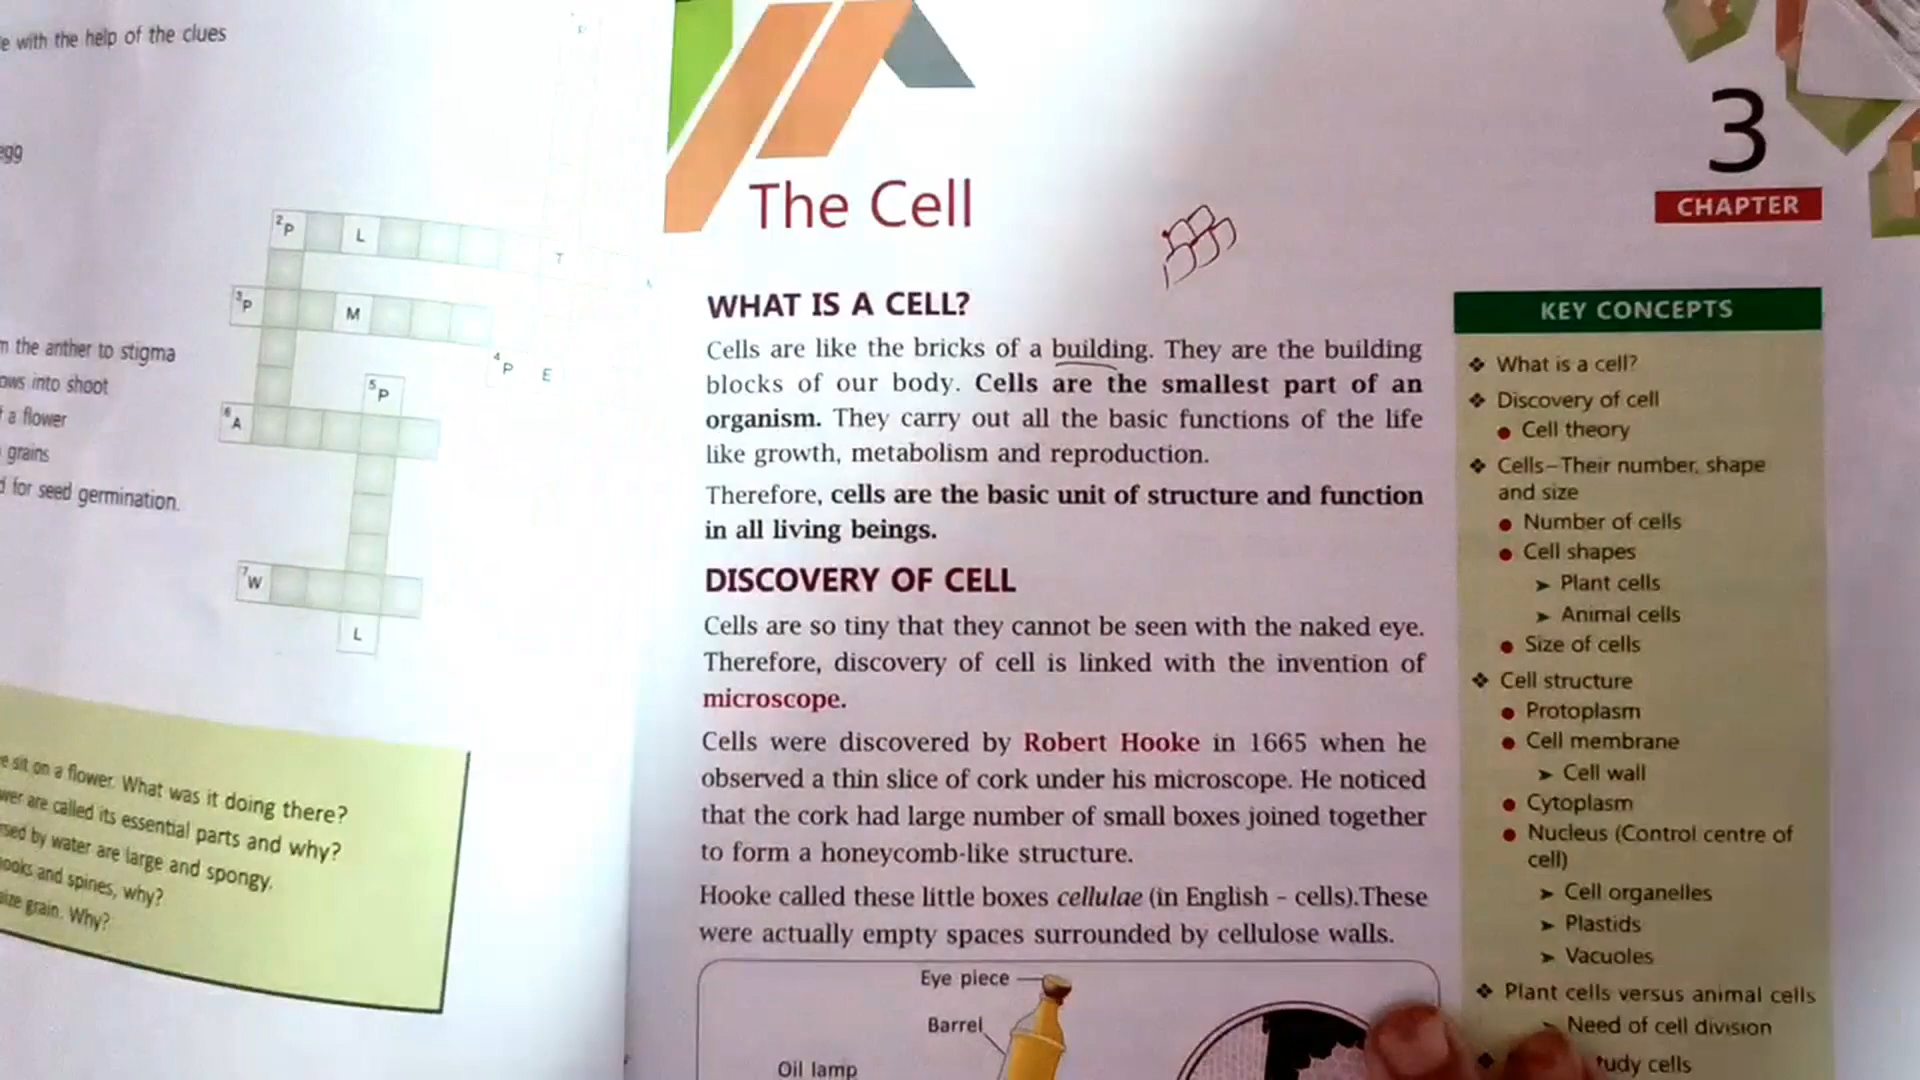 e with the help of the clues
egg
2P L T
3P M
4P E
5P
6A
7W
L
the anther to stigma
ows into shoot
a flower
grains
for seed germination.
sit on a flower. What was it doing there?
are called its essential parts and why?
by water are large and spongy.
and spines, why?
grain. Why?
The Cell
3
CHAPTER
WHAT IS A CELL?
Cells are like the bricks of a building. They are the building
blocks of our body. Cells are the smallest part of an
organism. They carry out all the basic functions of the life
like growth, metabolism and reproduction.
Therefore, cells are the basic unit of structure and function
in all living beings.
DISCOVERY OF CELL
Cells are so tiny that they cannot be seen with the naked eye.
Therefore, discovery of cell is linked with the invention of
microscope.
Cells were discovered by Robert Hooke in 1665 when he
observed a thin slice of cork under his microscope. He noticed
that the cork had large number of small boxes joined together
to form a honeycomb-like structure.
Hooke called these little boxes cellulae (in English – cells).These
were actually empty spaces surrounded by cellulose walls.
Eye piece
Barrel
Oil lamp
KEY CONCEPTS
❖ What is a cell?
❖ Discovery of cell
● Cell theory
❖ Cells–Their number, shape
and size
● Number of cells
● Cell shapes
➤ Plant cells
➤ Animal cells
● Size of cells
❖ Cell structure
● Protoplasm
● Cell membrane
➤ Cell wall
● Cytoplasm
● Nucleus (Control centre of
cell)
➤ Cell organelles
➤ Plastids
➤ Vacuoles
❖ Plant cells versus animal cells
➤ Need of cell division
❖ tudy cells